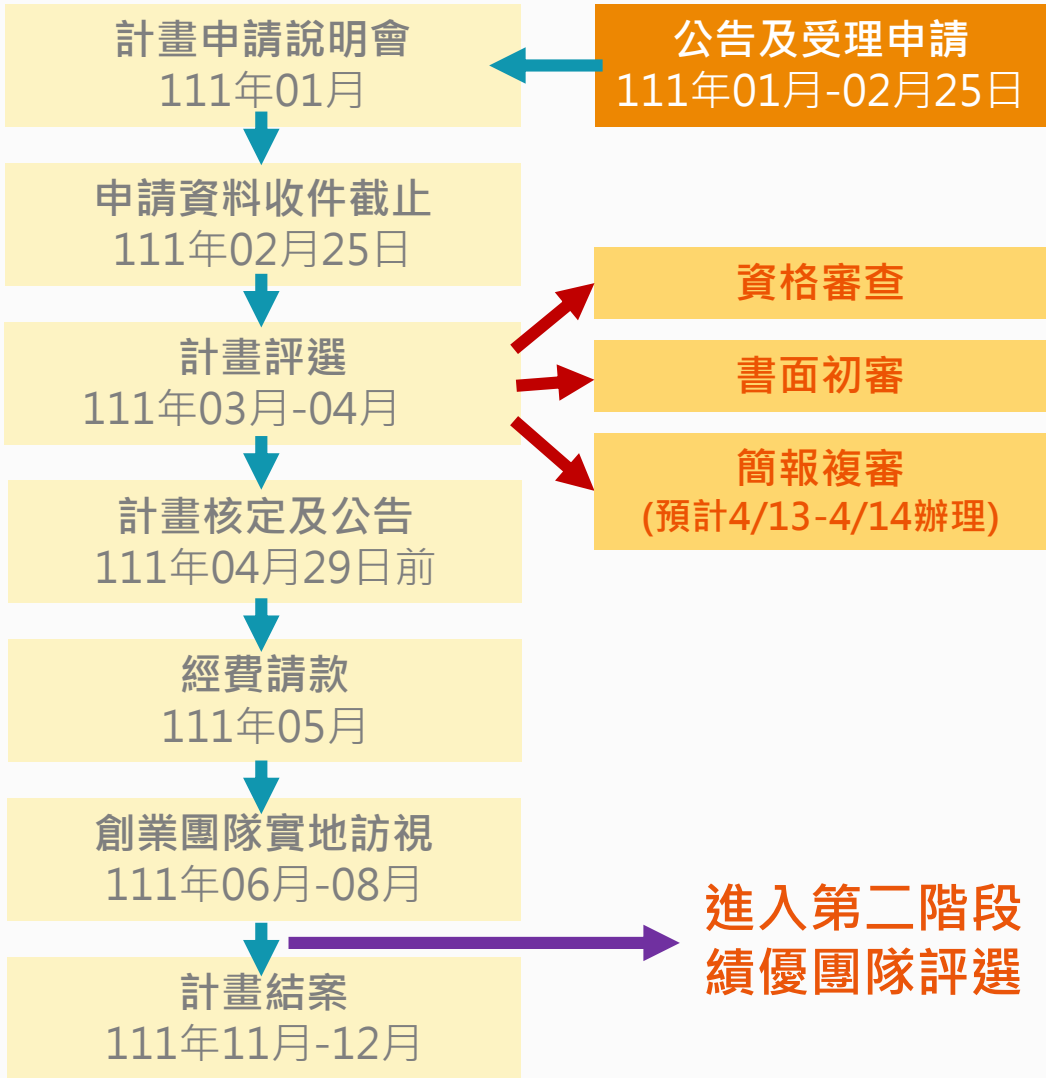 計畫申請說明會
111年01月
公告及受理申請
111年01月-02月25日
申請資料收件截止
111年02月25日
計畫評選
111年03月-04月
資格審查
書面初審
簡報複審
(預計4/13-4/14辦理)
計畫核定及公告
111年04月29日前
經費請款
111年05月
創業團隊實地訪視
111年06月-08月
進入第二階段
績優團隊評選
計畫結案
111年11月-12月